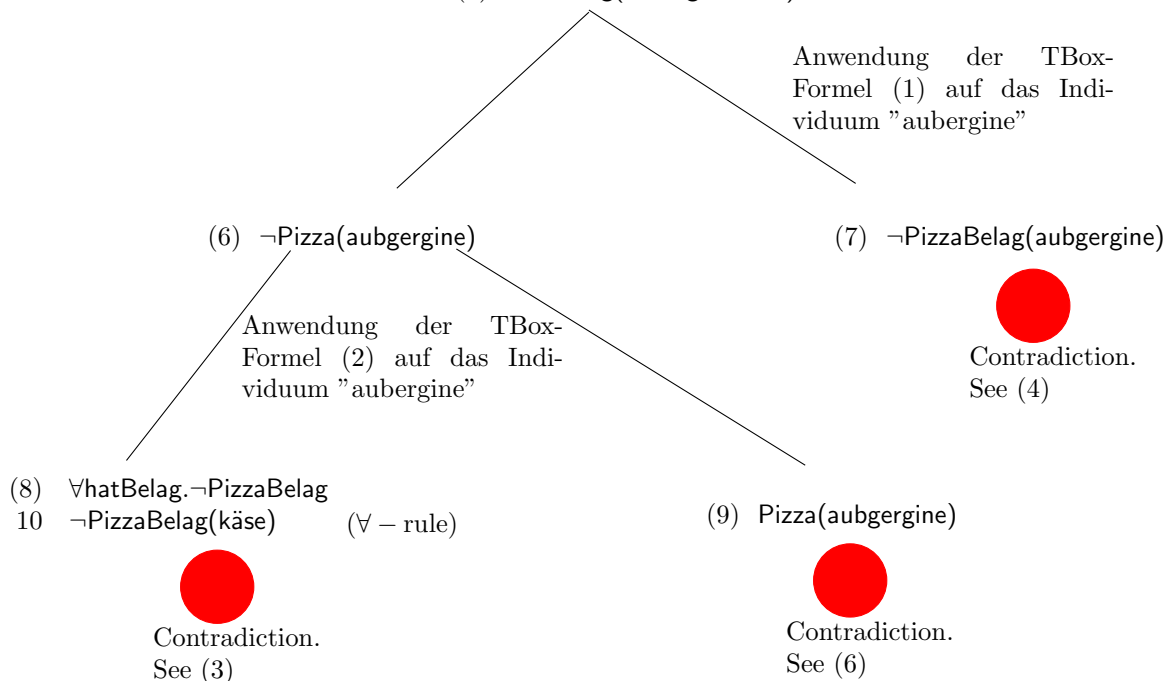 Anwendung der TBox-
Formel (1) auf das Indi-
viduum "aubergine"
(6) ¬Pizza(aubgergine)
(7) ¬PizzaBelag(aubgergine)
Anwendung der TBox-
Formel (2) auf das Indi-
viduum "aubergine"
Contradiction.
See (4)
(8) ∀hatBelag.¬PizzaBelag
10 ¬PizzaBelag(käse) (∀ − rule)
(9) Pizza(aubgergine)
Contradiction.
See (3)
Contradiction.
See (6)